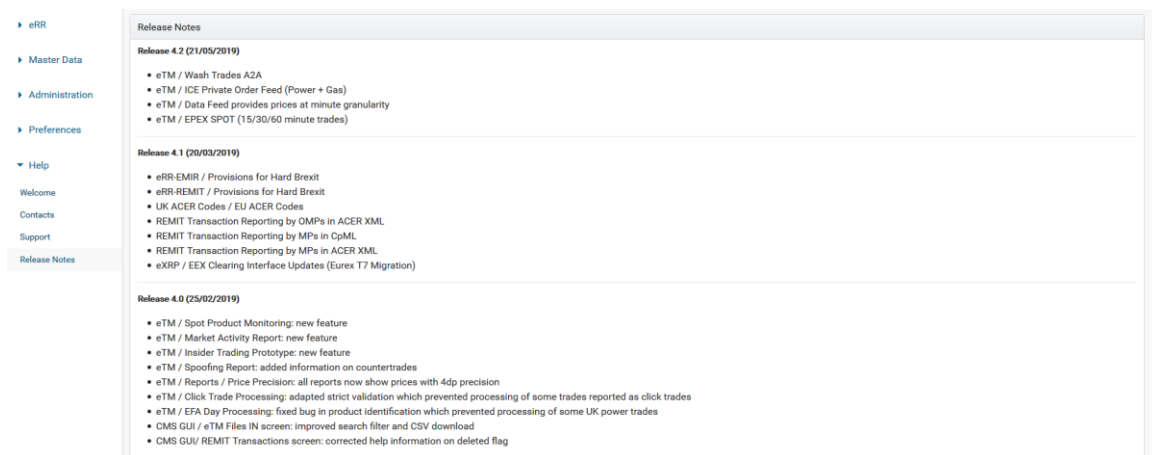 eRR
Master Data
Administration
Preferences
Help
Welcome
Contacts
Support
Release Notes
Release Notes
Release 4.2 (21/05/2019)
• eTM / Wash Trades A2A
• eTM / ICE Private Order Feed (Power + Gas)
• eTM / Data Feed provides prices at minute granularity
• eTM / EPEX SPOT (15/30/60 minute trades)
Release 4.1 (20/03/2019)
• eRR-EMIR / Provisions for Hard Brexit
• eRR-REMIT / Provisions for Hard Brexit
• UK ACER Codes / EU ACER Codes
• REMIT Transaction Reporting by OMPs in ACER XML
• REMIT Transaction Reporting by MPs in CpML
• REMIT Transaction Reporting by MPs in ACER XML
• eXRP / EEX Clearing Interface Updates (Eurex T7 Migration)
Release 4.0 (25/02/2019)
• eTM / Spot Product Monitoring: new feature
• eTM / Market Activity Report: new feature
• eTM / Insider Trading Prototype: new feature
• eTM / Spoofing Report: added information on countertrades
• eTM / Reports / Price Precision: all reports now show prices with 4dp precision
• eTM / Click Trade Processing: adapted strict validation which prevented processing of some trades reported as click trades
• eTM / EFA Day Processing: fixed bug in product identification which prevented processing of some UK power trades
• CMS GUI / eTM Files IN screen: improved search filter and CSV download
• CMS GUI/ REMIT Transactions screen: corrected help information on deleted flag